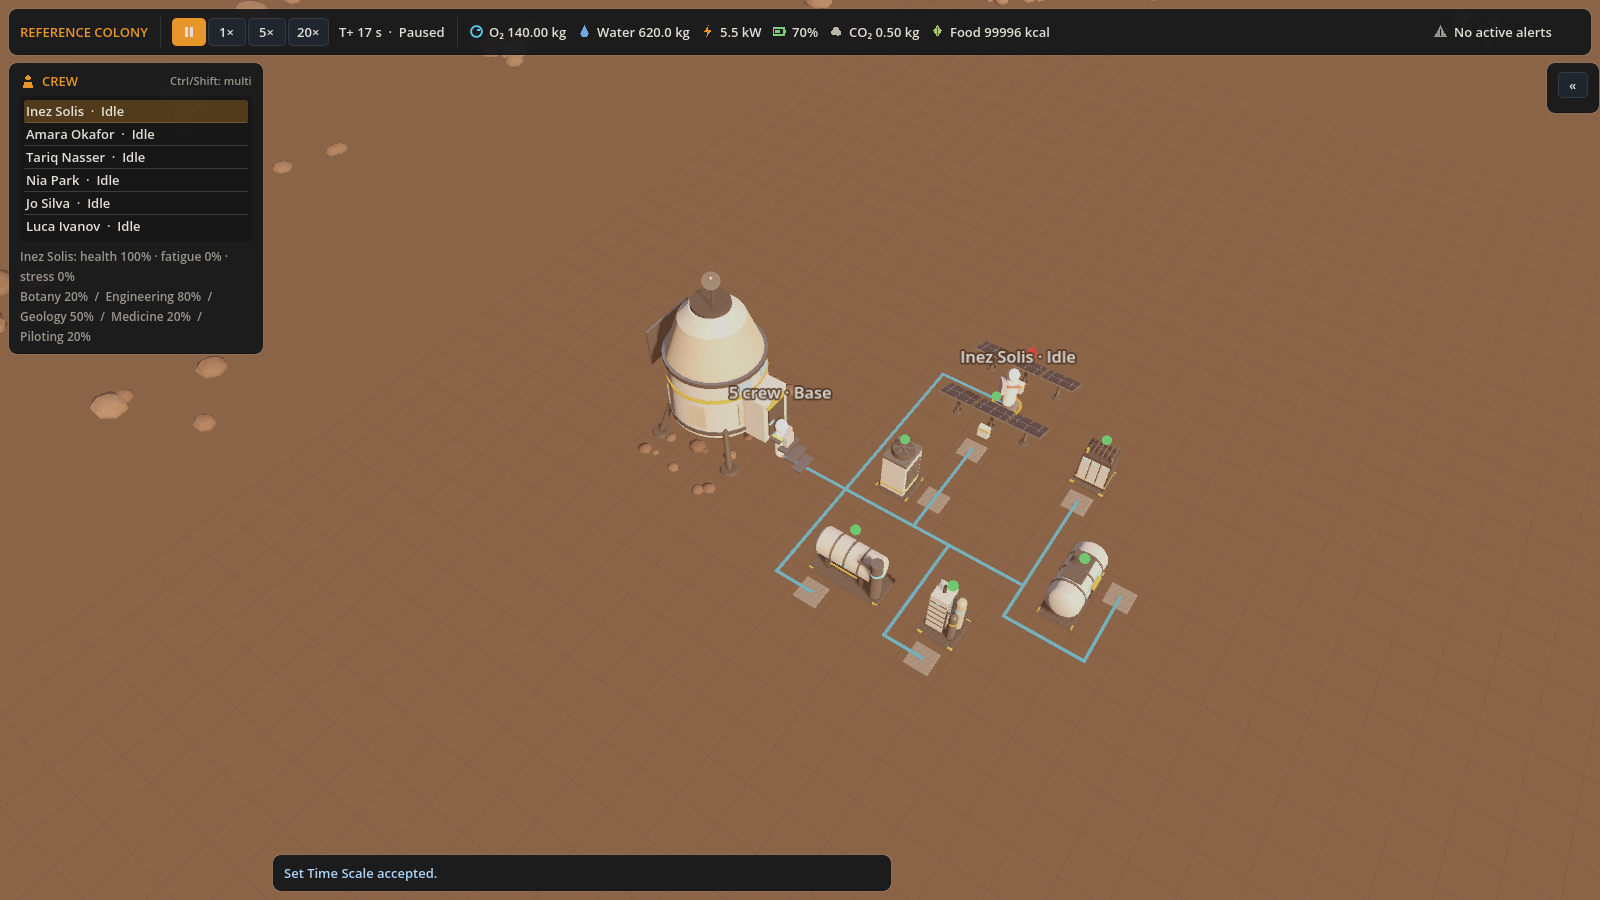 REFERENCE COLONY
1×
5×
20×
T+ 17 s · Paused
O₂ 140.00 kg
Water 620.0 kg
5.5 kW
70%
CO₂ 0.50 kg
Food 99996 kcal
No active alerts
CREW
Ctrl/Shift: multi
«
Inez Solis · Idle
Amara Okafor · Idle
Tariq Nasser · Idle
Nia Park · Idle
Jo Silva · Idle
Luca Ivanov · Idle
Inez Solis: health 100% · fatigue 0% ·
stress 0%
Botany 20% / Engineering 80% /
Geology 50% / Medicine 20% /
Piloting 20%
Inez Solis · Idle
5 crew · Base
Set Time Scale accepted.